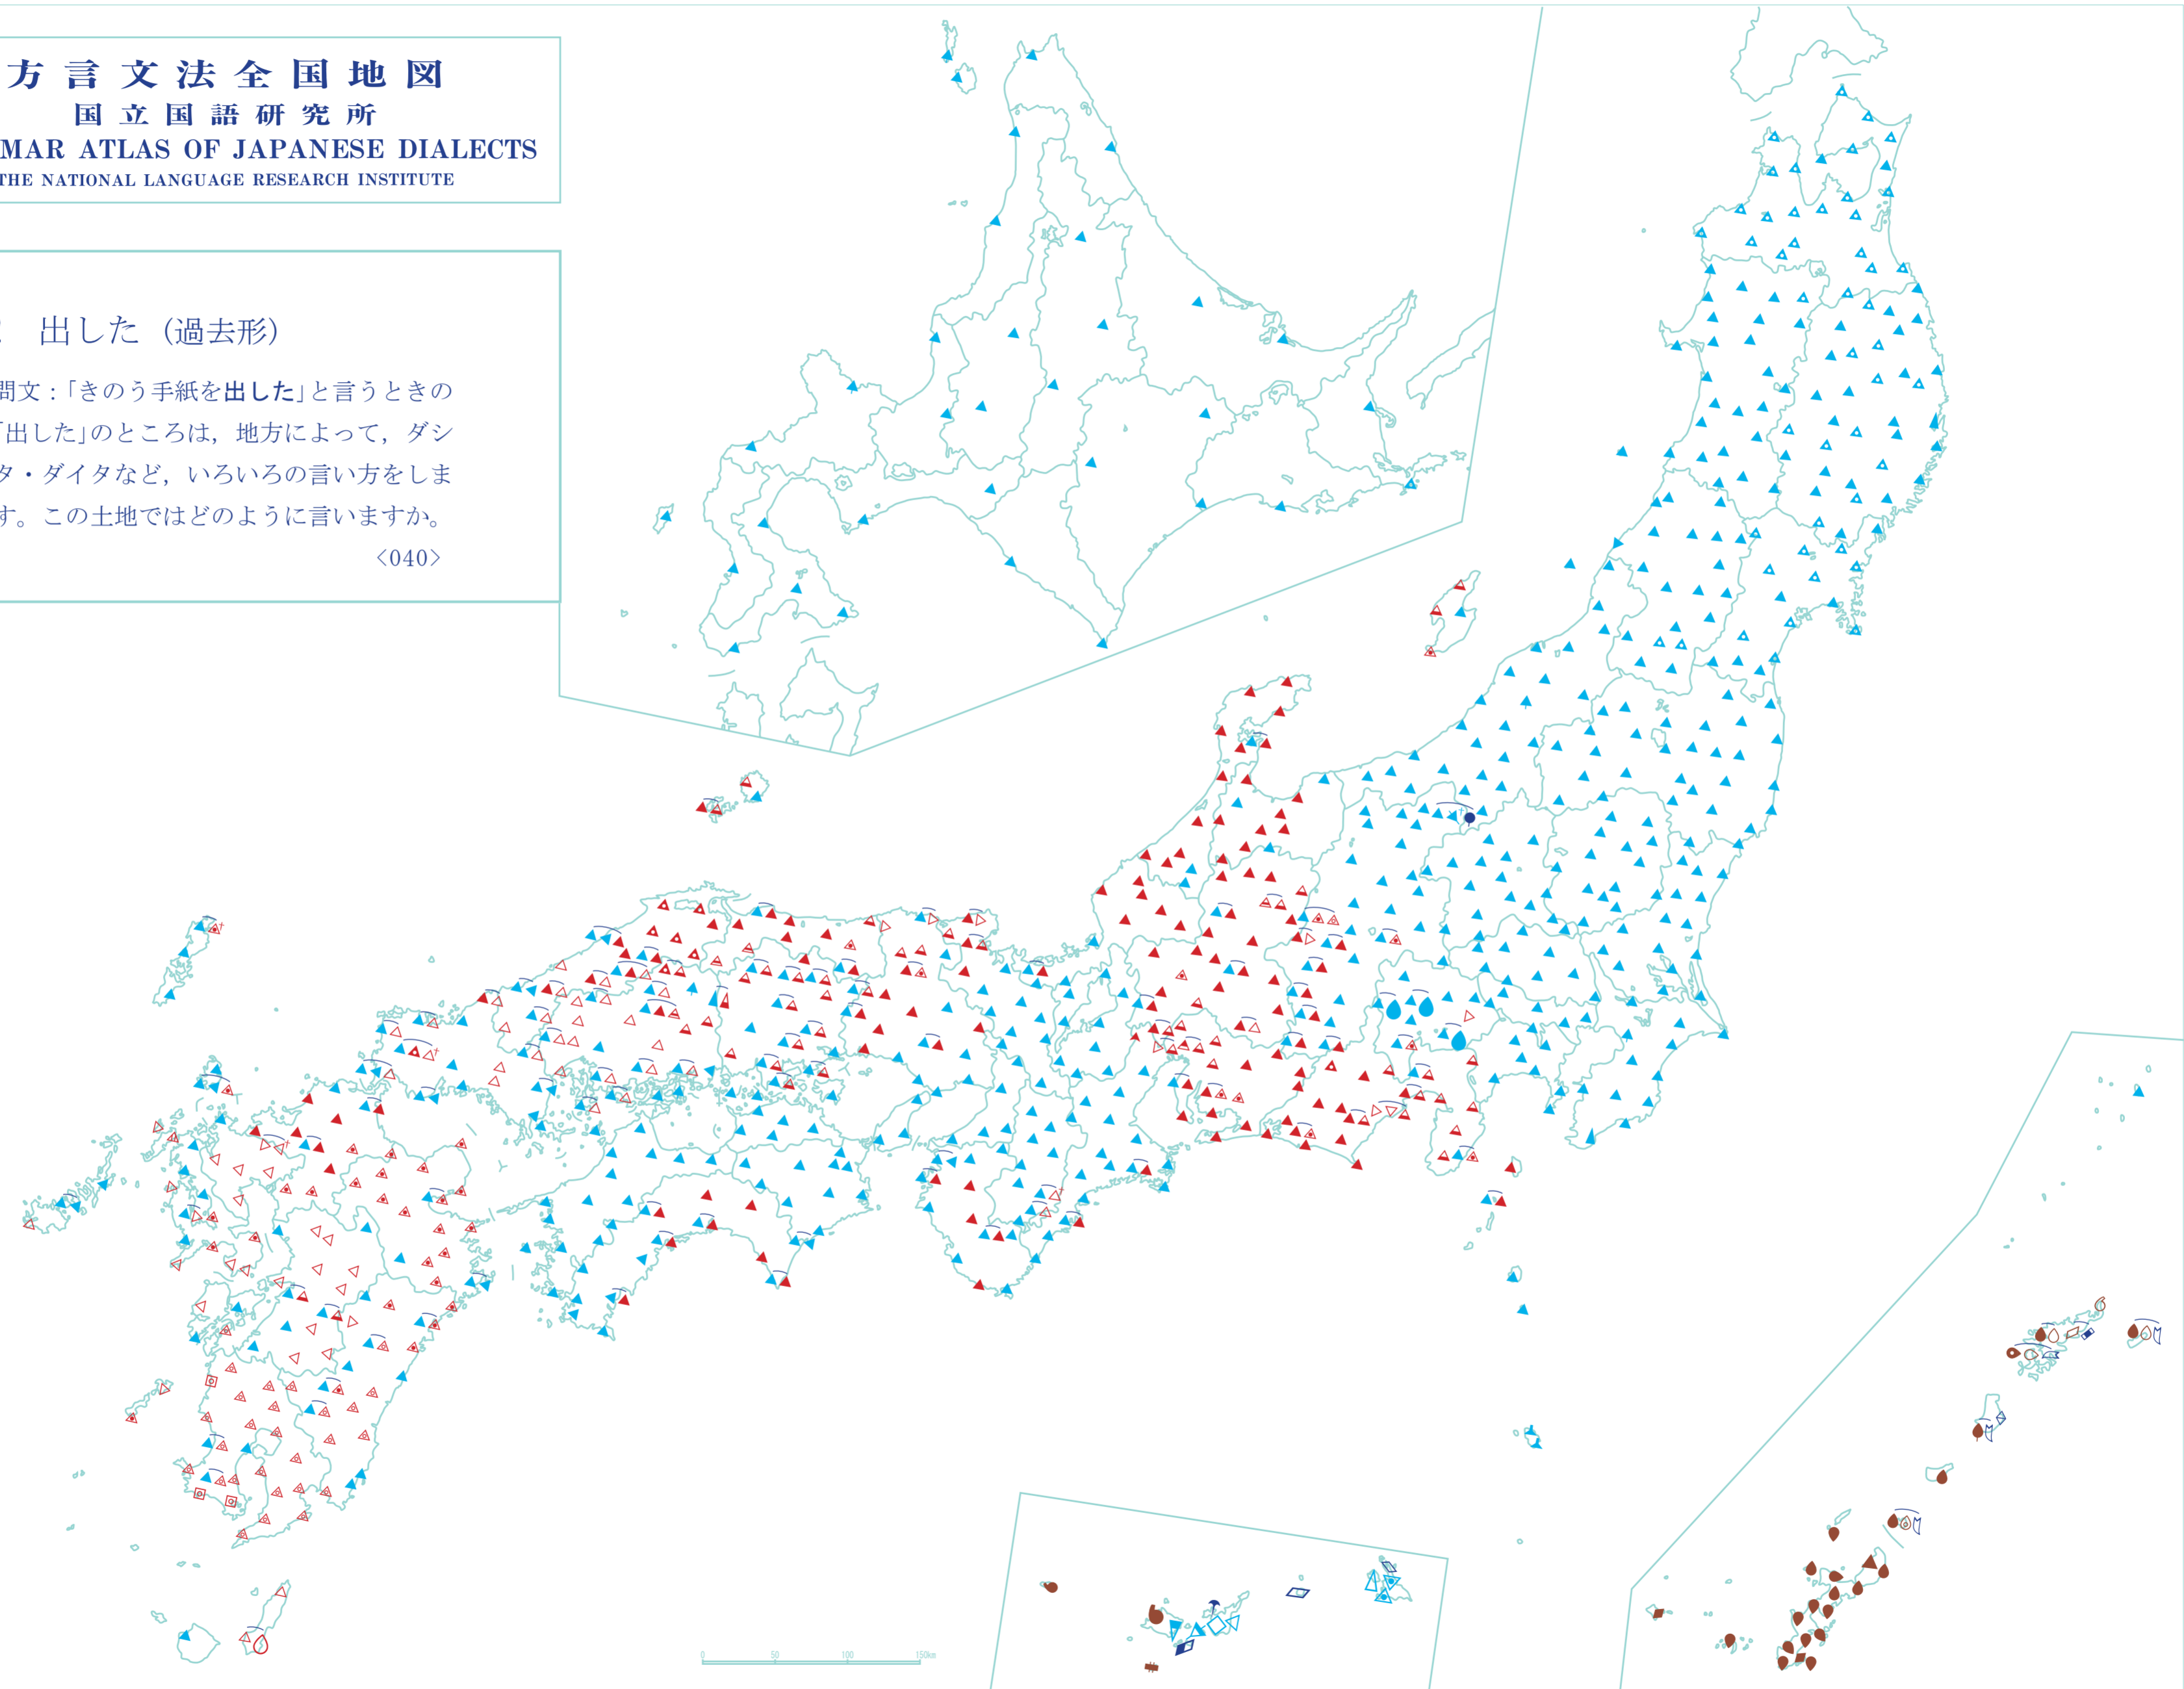 方言文法全国地図
国立国語研究所
MAR ATLAS OF JAPANESE DIALECTS
THE NATIONAL LANGUAGE RESEARCH INSTITUTE
出した（過去形）
問文：「きのう手紙を出した」と言うときの
「出した」のところは，地方によって，ダシ
タ・ダイタなど，いろいろの言い方をしま
す。この土地ではどのように言いますか。
〈040〉
0 50 100 150km